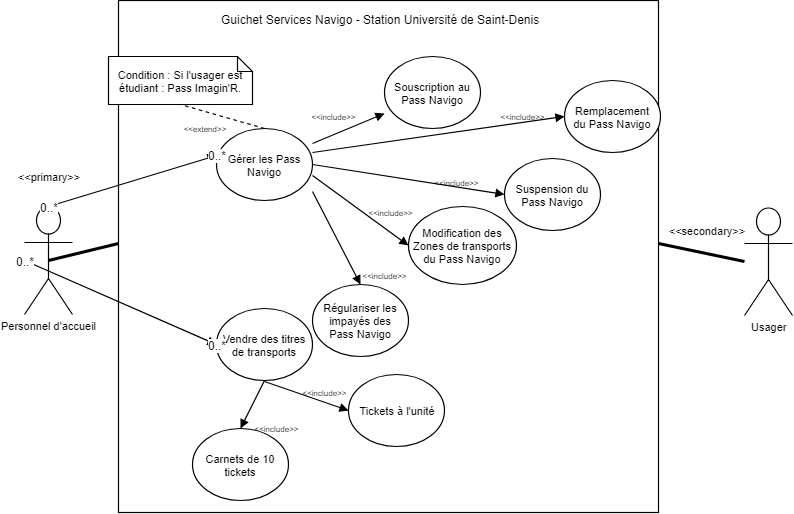 Guichet Services Navigo - Station Université de Saint-Denis
Condition : Si l'usager est
étudiant : Pass Imagin'R.
Souscription au
Pass Navigo
<<include>>
<<include>>
Remplacement
du Pass Navigo
<<extend>>
0..*
Gérer les Pass
Navigo
<<primary>>
<<include>>
Suspension du
Pass Navigo
0..*
<<include>>
Modification des
Zones de transports
du Pass Navigo
<<secondary>>
0..*
<<include>>
Personnel d'accueil
Régulariser les
impayés des
Pass Navigo
Usager
0..*
Vendre des titres
de transports
<<include>>
Tickets à l'unité
<<include>>
Carnets de 10
tickets